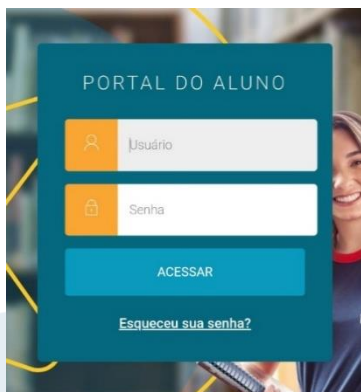 PORTAL DO ALUNO
Usuário
Senha
ACESSAR
Esqueceu sua senha?